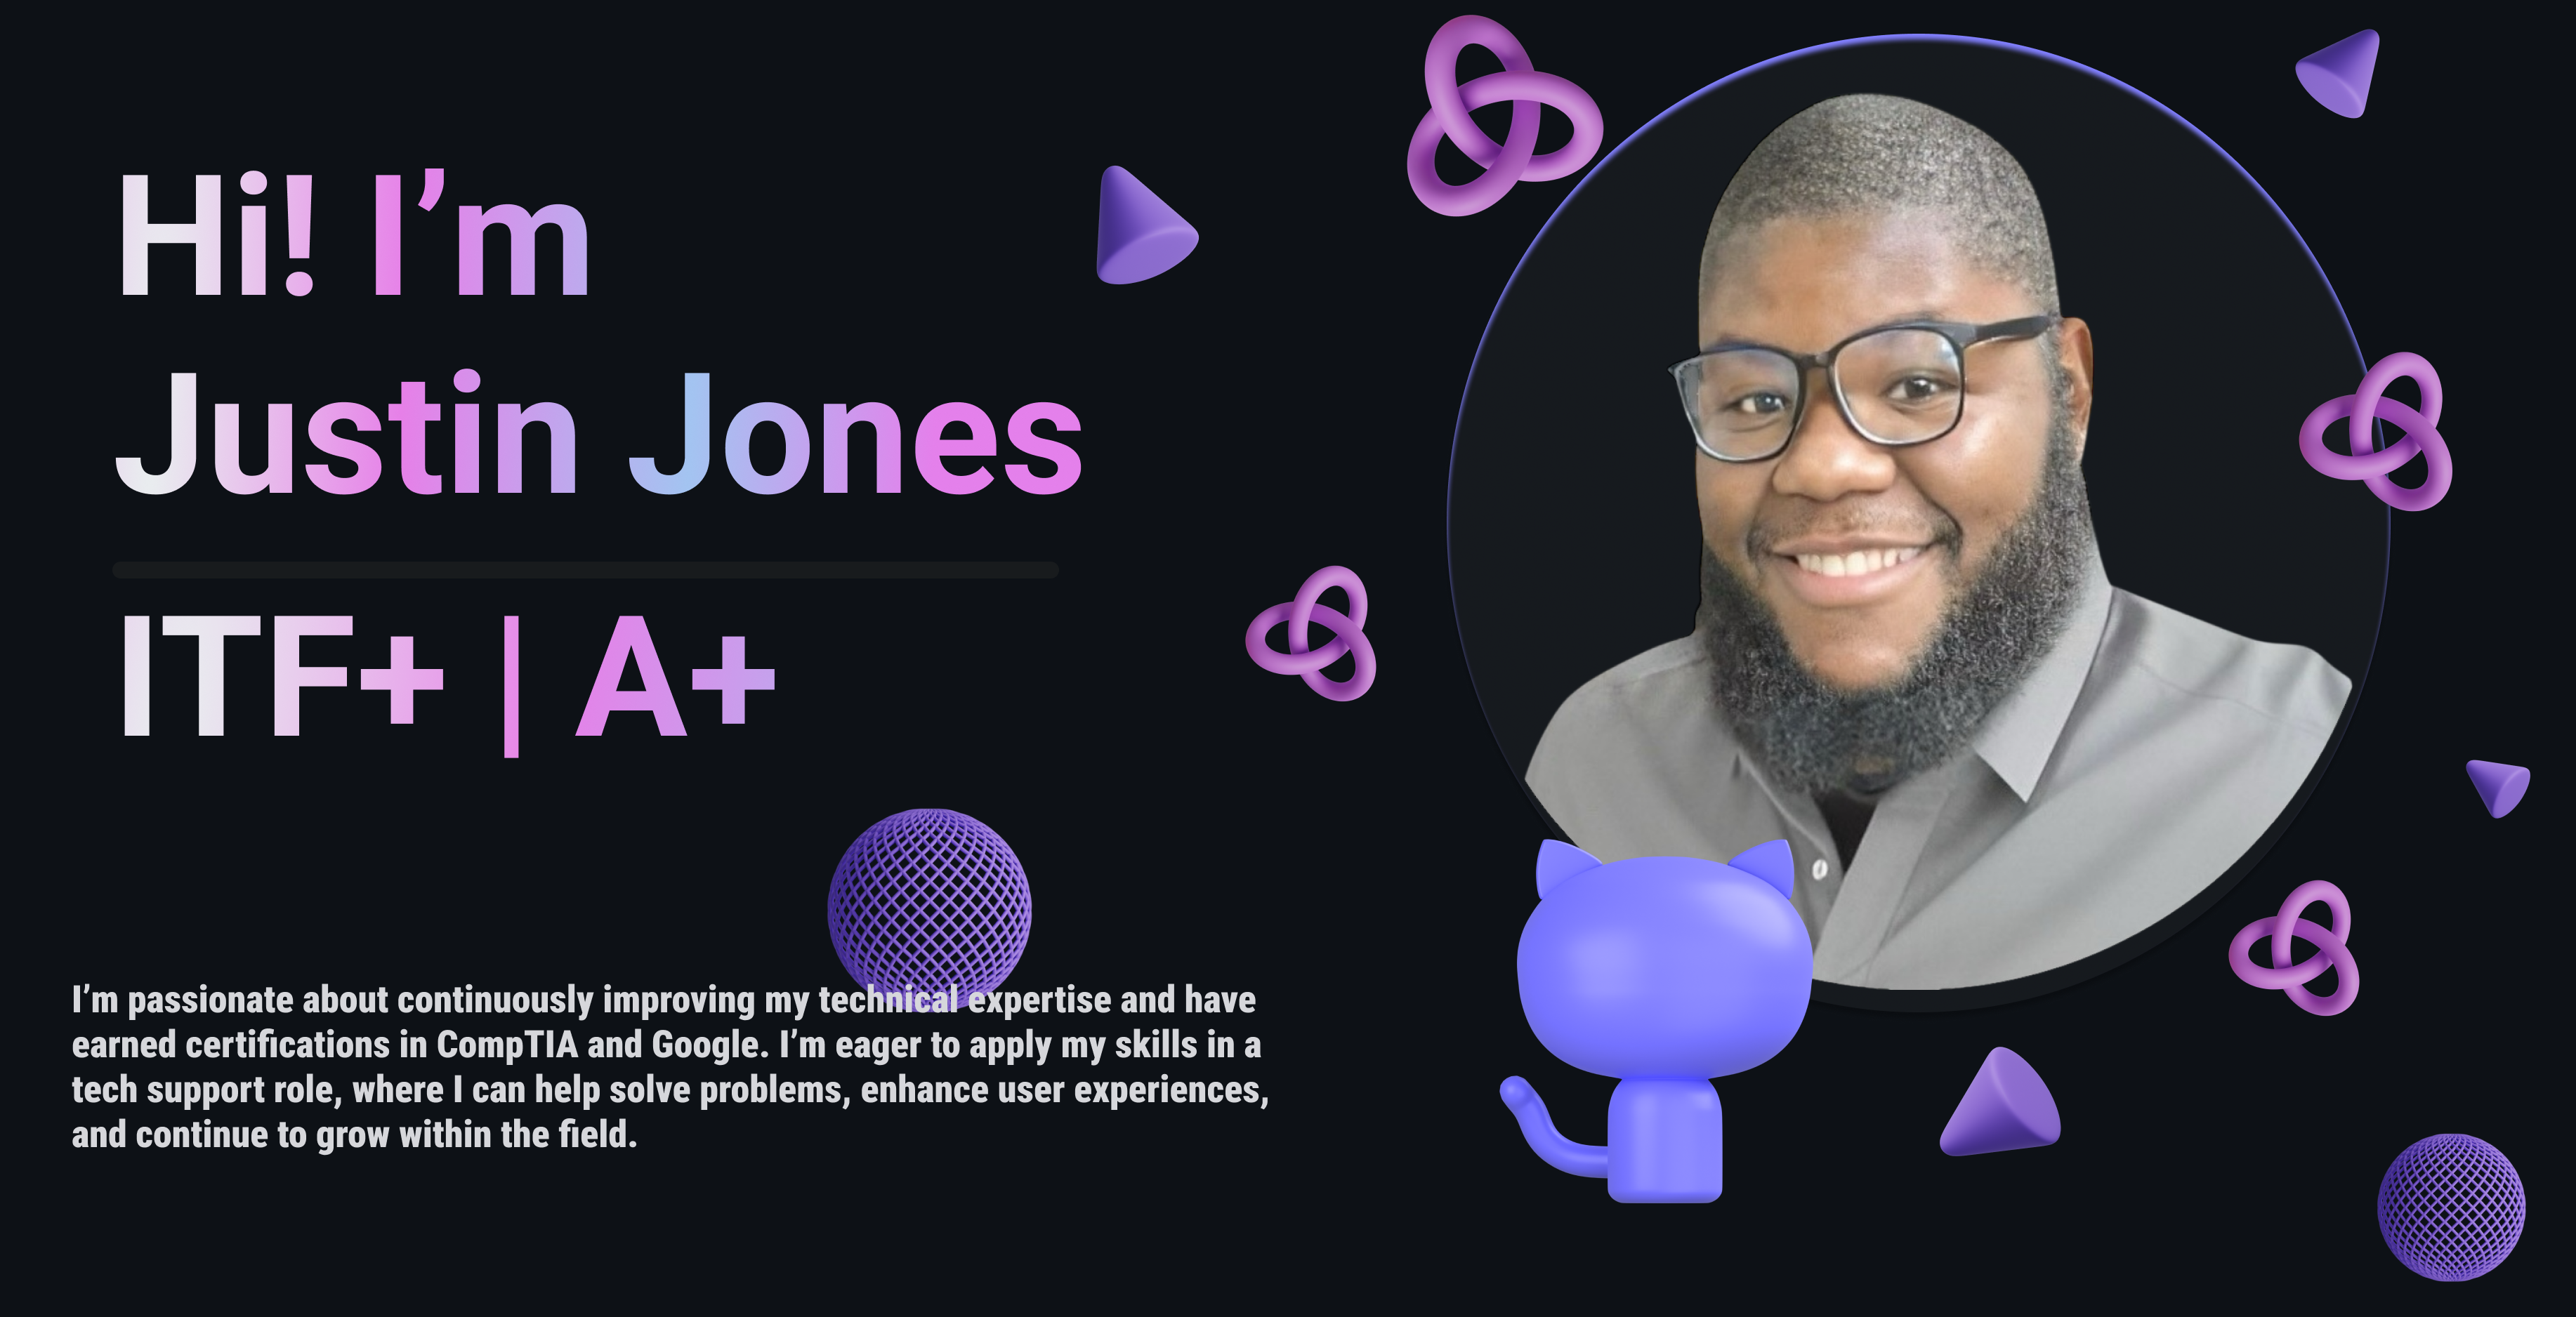 Hi! I’m
Justin Jones
ITF+ | A+
I’m passionate about continuously improving my technical expertise and have
earned certifications in CompTIA and Google. I’m eager to apply my skills in a
tech support role, where I can help solve problems, enhance user experiences,
and continue to grow within the field.